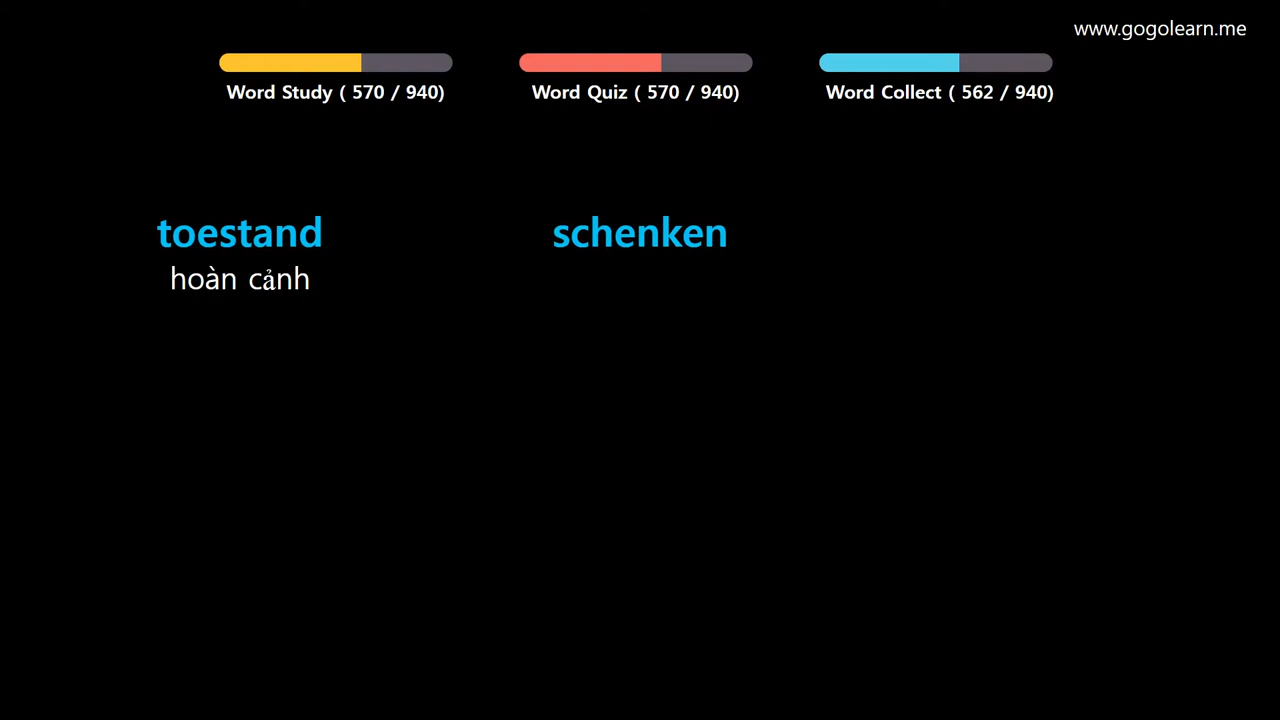 www.gogolearn.me
Word Study ( 570 / 940)
Word Quiz ( 570 / 940)
Word Collect ( 562 / 940)
toestand
hoàn cảnh
schenken